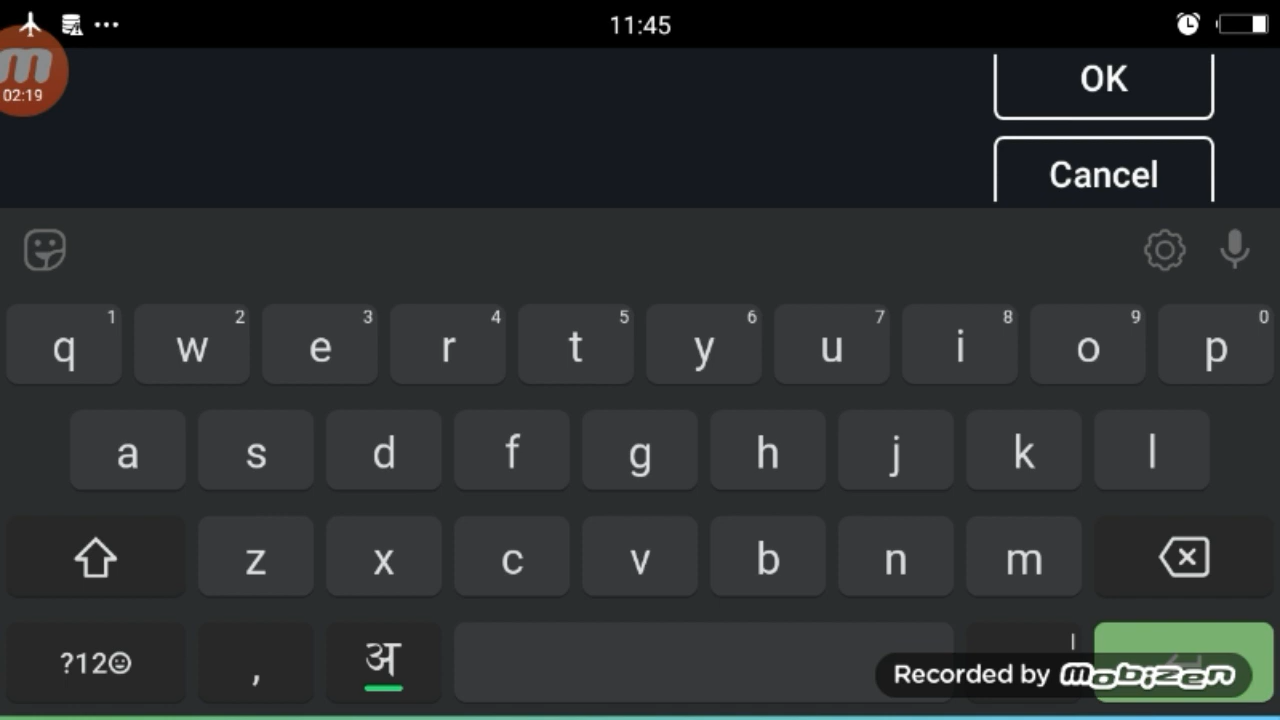 11:45
m
02:19
OK
Cancel
q 1 w 2 e 3 r 4 t 5 y 6 u 7 i 8 o 9 p 0
a s d f g h j k l
z x c v b n m
?12☺ , अ |
Recorded by mobizen